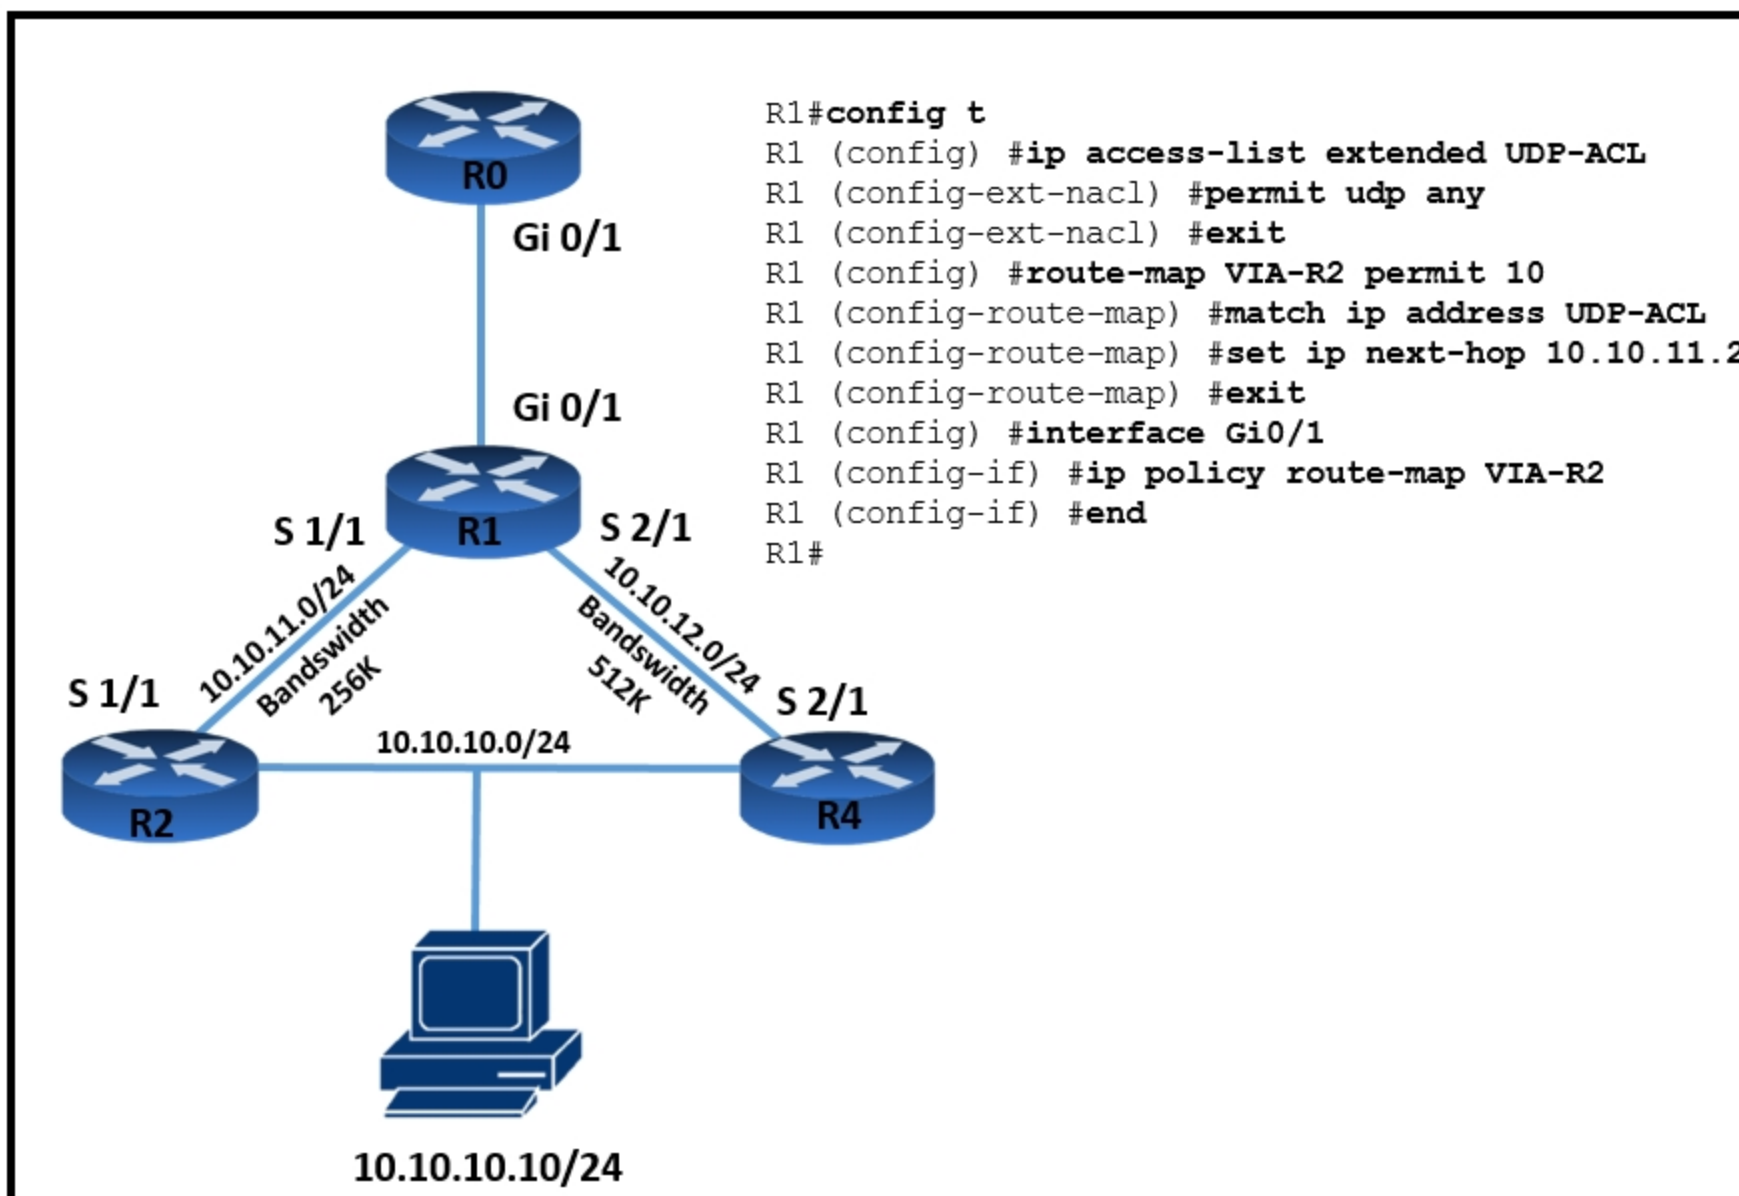 R0
Gi 0/1
Gi 0/1
R1
S 1/1
S 2/1
10.10.11.0/24
Bandswidth
256K
10.10.12.0/24
Bandswidth
512K
S 1/1
S 2/1
10.10.10.0/24
R2
R4
10.10.10.10/24
R1#config t
R1 (config) #ip access-list extended UDP-ACL
R1 (config-ext-nacl) #permit udp any
R1 (config-ext-nacl) #exit
R1 (config) #route-map VIA-R2 permit 10
R1 (config-route-map) #match ip address UDP-ACL
R1 (config-route-map) #set ip next-hop 10.10.11.2
R1 (config-route-map) #exit
R1 (config) #interface Gi0/1
R1 (config-if) #ip policy route-map VIA-R2
R1 (config-if) #end
R1#